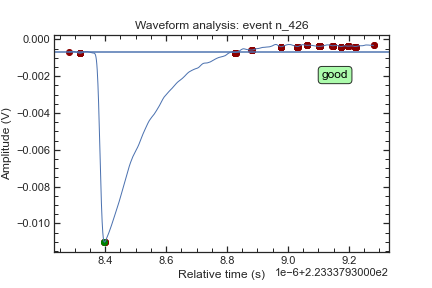 Waveform analysis: event n_426
0.000
−0.002
−0.004
−0.006
−0.008
−0.010
Amplitude (V)
good
8.4 8.6 8.8 9.0 9.2
Relative time (s)
1e−6+2.2333793000e2